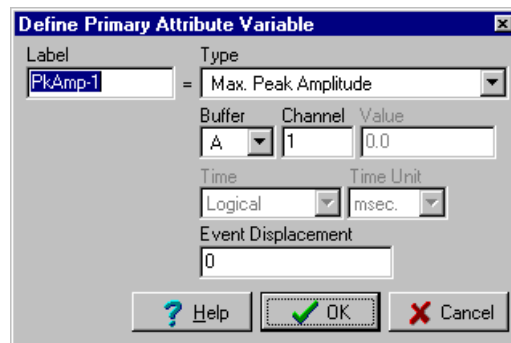 Define Primary Attribute Variable
Label Type
PkAmp-1 = Max. Peak Amplitude
Buffer Channel Value
A 1 0.0
Time Time Unit
Logical msec.
Event Displacement
0
? Help OK Cancel